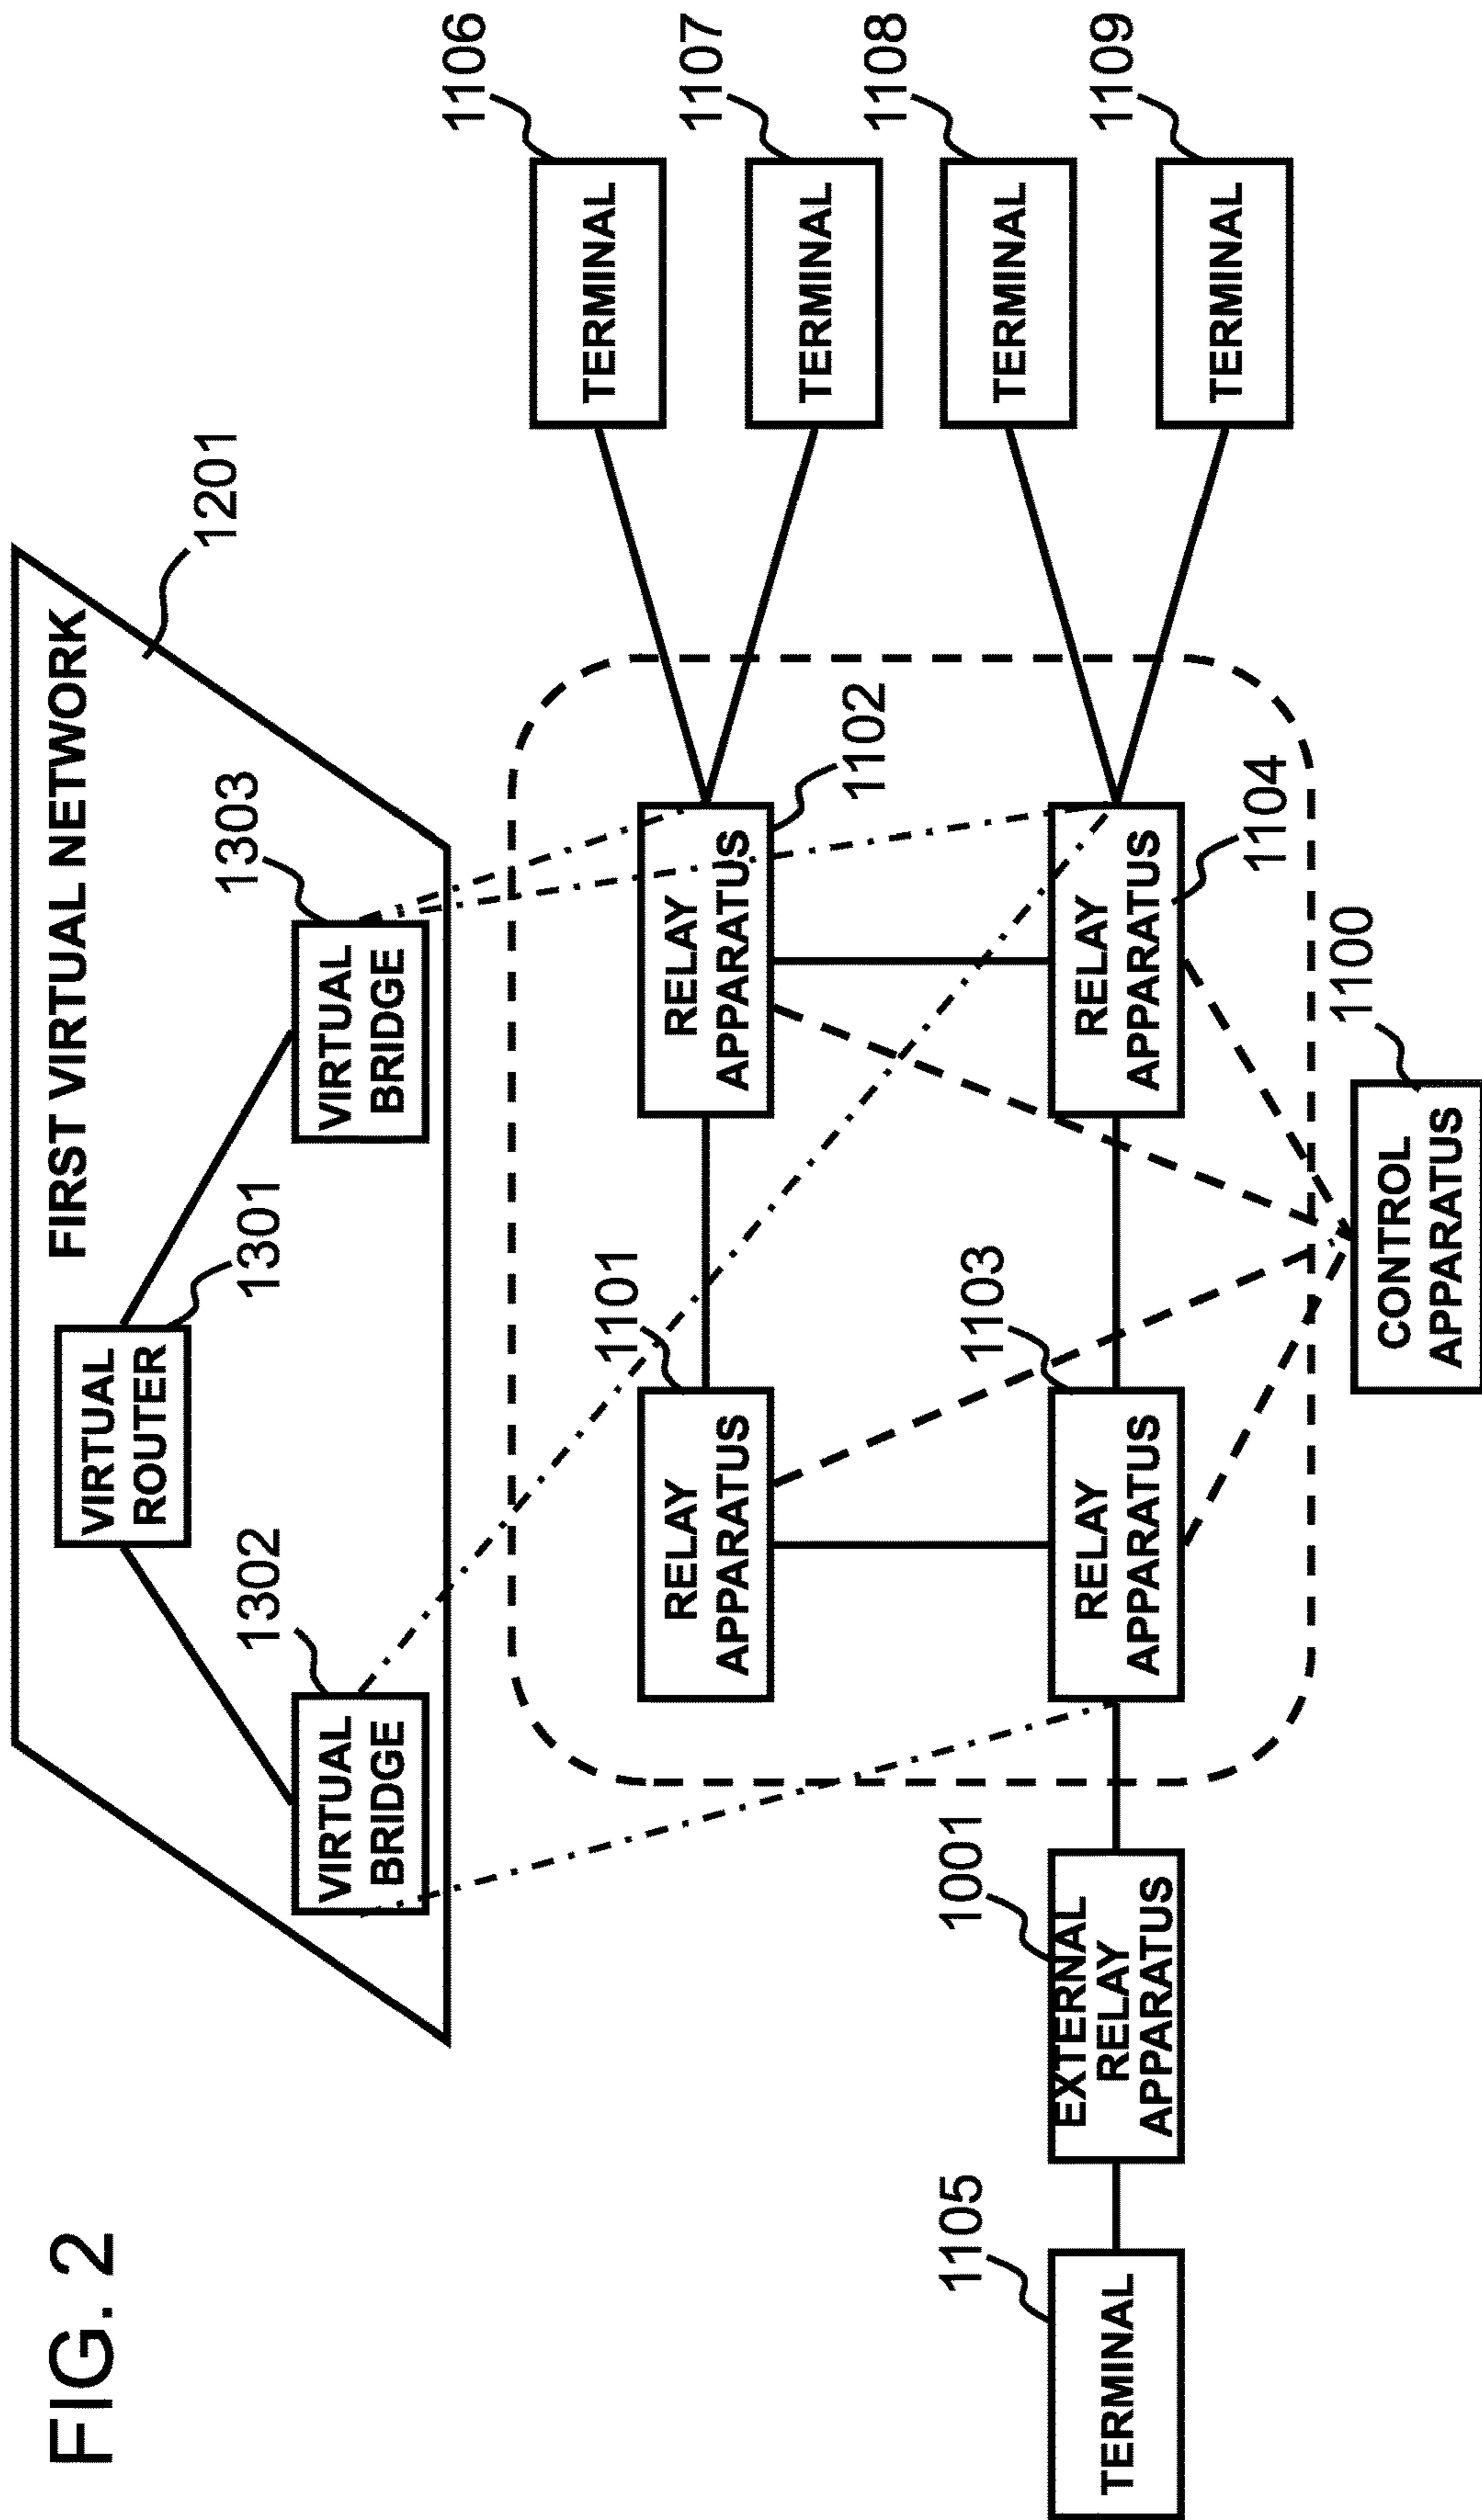 FIG. 2
FIRST VIRTUAL NETWORK
1201
VIRTUAL
ROUTER
1301
1302
VIRTUAL
BRIDGE
1303
VIRTUAL
BRIDGE
1106
TERMINAL
1107
TERMINAL
1108
TERMINAL
1109
TERMINAL
1101
RELAY
APPARATUS
1102
RELAY
APPARATUS
1105
TERMINAL
1001
EXTERNAL
RELAY
APPARATUS
1103
RELAY
APPARATUS
1104
RELAY
APPARATUS
1100
CONTROL
APPARATUS